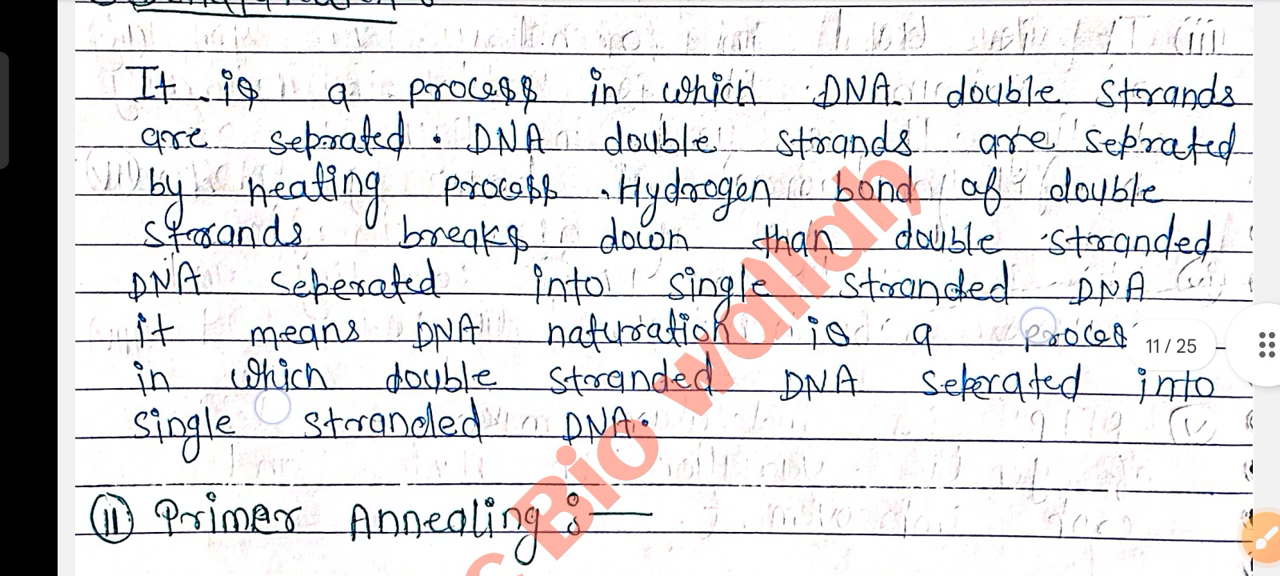 It is a process in which DNA double strands
are seprated. DNA double strands are seprated
by heating process. Hydrogen bond of double
strands breaks down than double stranded
DNA seberated into single stranded DNA
it means DNA naturation is a proces
in which double stranded DNA seberated into
single stranded DNA.
(II) Primer Annealing :—
Bio wallah
11 / 25